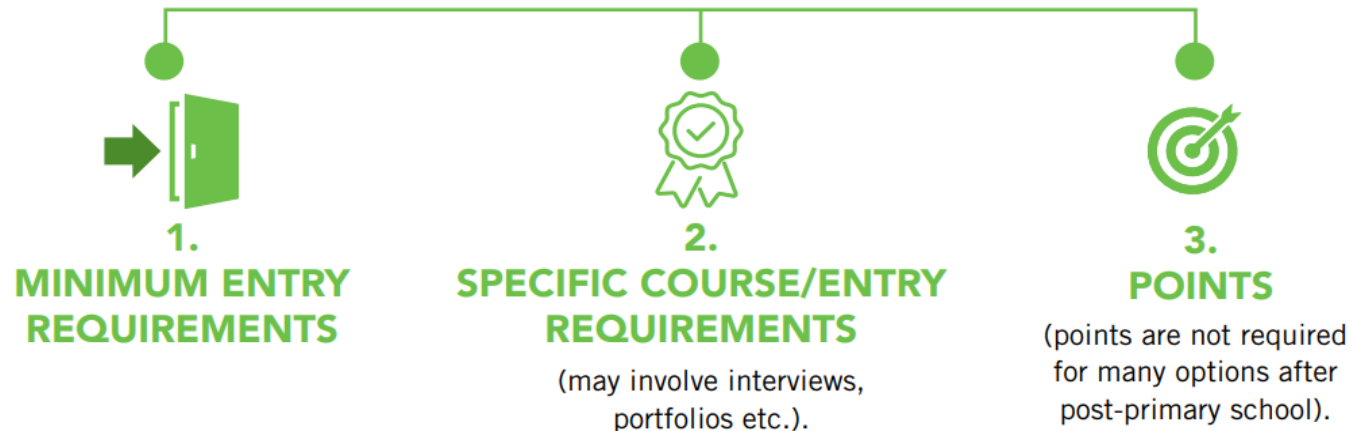 1.
MINIMUM ENTRY
REQUIREMENTS
2.
SPECIFIC COURSE/ENTRY
REQUIREMENTS
(may involve interviews,
portfolios etc.).
3.
POINTS
(points are not required
for many options after
post-primary school).